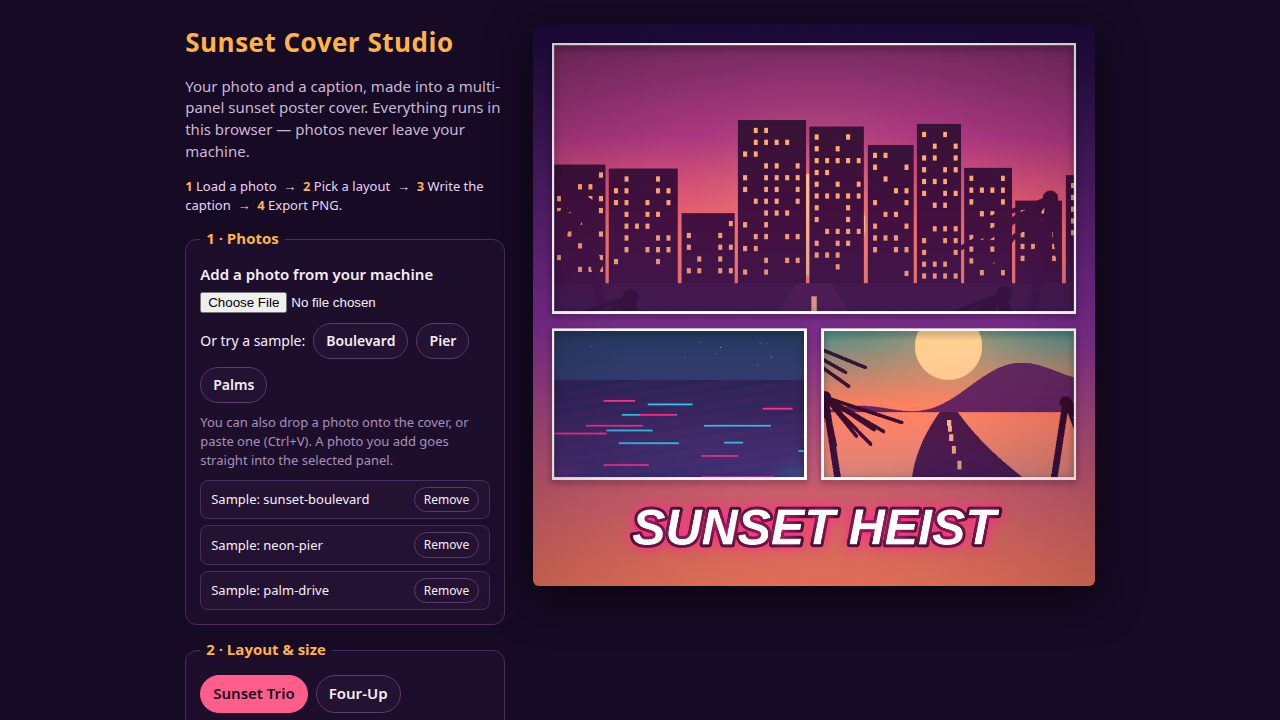 Sunset Cover Studio
Your photo and a caption, made into a multi-
panel sunset poster cover. Everything runs in
this browser — photos never leave your
machine.
1 Load a photo → 2 Pick a layout → 3 Write the
caption → 4 Export PNG.
1 · Photos
Add a photo from your machine
Choose File No file chosen
Or try a sample: Boulevard Pier
Palms
You can also drop a photo onto the cover, or
paste one (Ctrl+V). A photo you add goes
straight into the selected panel.
Sample: sunset-boulevard Remove
Sample: neon-pier Remove
Sample: palm-drive Remove
2 · Layout & size
Sunset Trio Four-Up
SUNSET HEIST